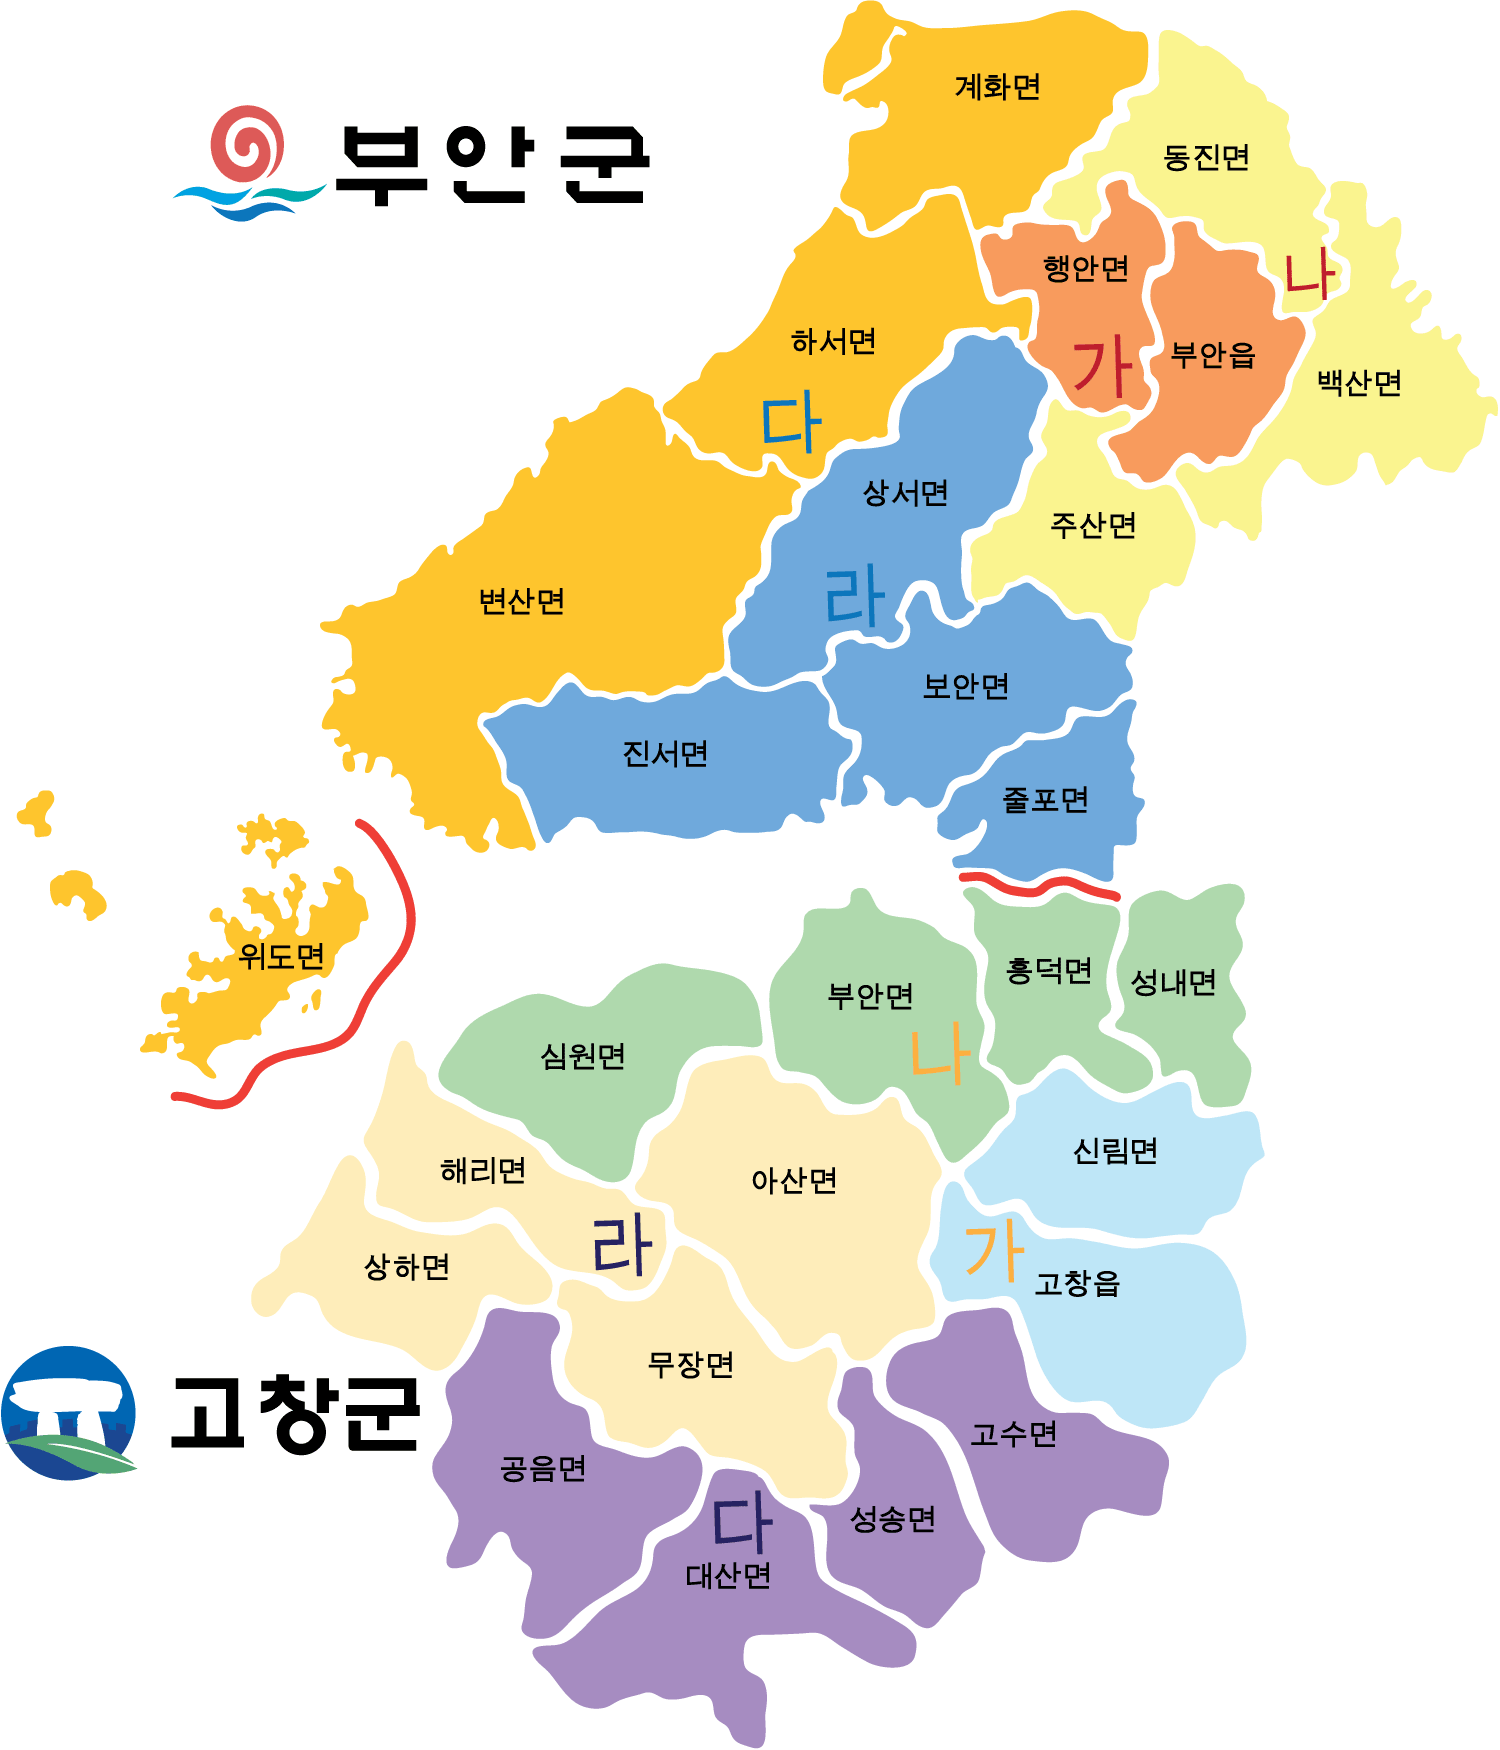 계화면
부안군
동진면
행안면
나
하서면
가
부안읍
백산면
다
상서면
주산면
라
변산면
보안면
진서면
줄포면
위도면
부안면
흥덕면
성내면
나
심원면
신림면
해리면
아산면
라
가
상하면
고창읍
무장면
고창군
고수면
공음면
다
성송면
대산면